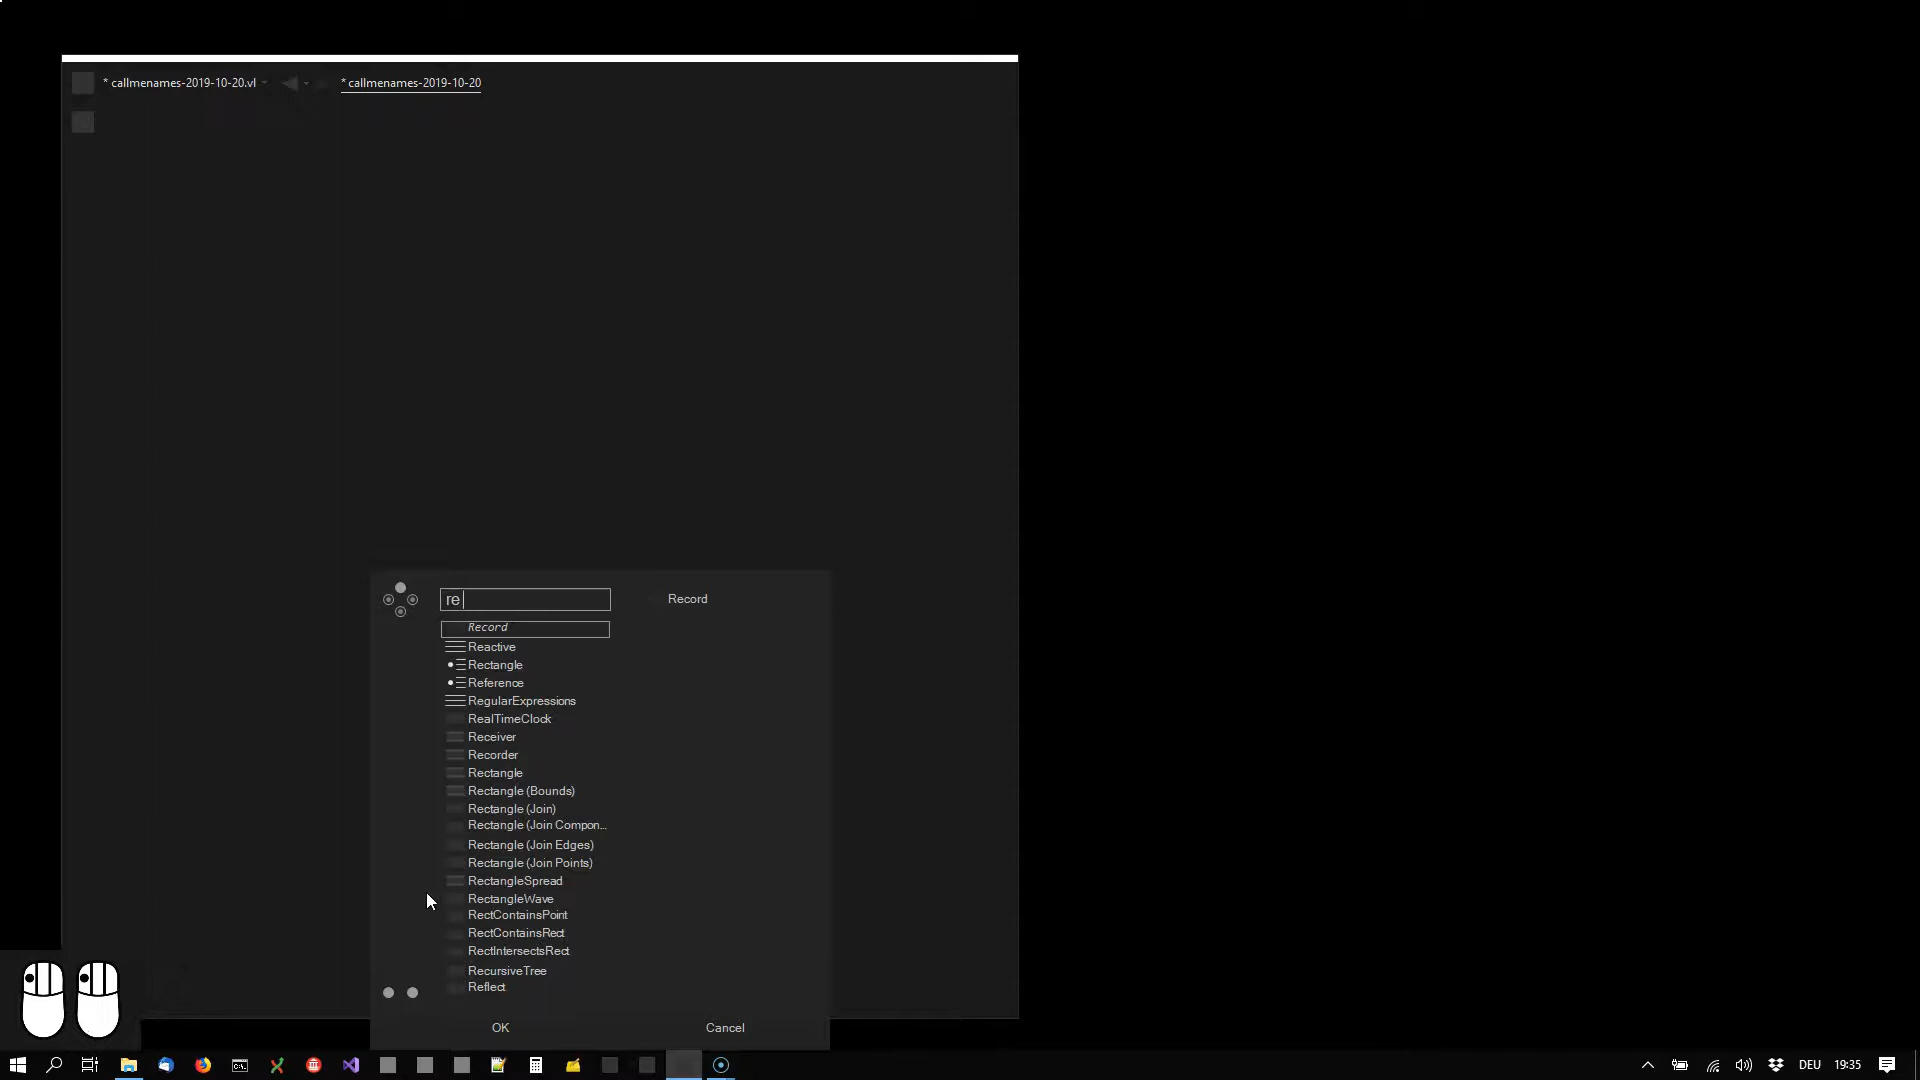 * callmenames-2019-10-20.vl
* callmenames-2019-10-20
re
Record
Record
Reactive
Rectangle
Reference
RegularExpressions
RealTimeClock
Receiver
Recorder
Rectangle
Rectangle (Bounds)
Rectangle (Join)
Rectangle (Join Compon...
Rectangle (Join Edges)
Rectangle (Join Points)
RectangleSpread
RectangleWave
RectContainsPoint
RectContainsRect
RectIntersectsRect
RecursiveTree
Reflect
OK
Cancel
DEU
19:35